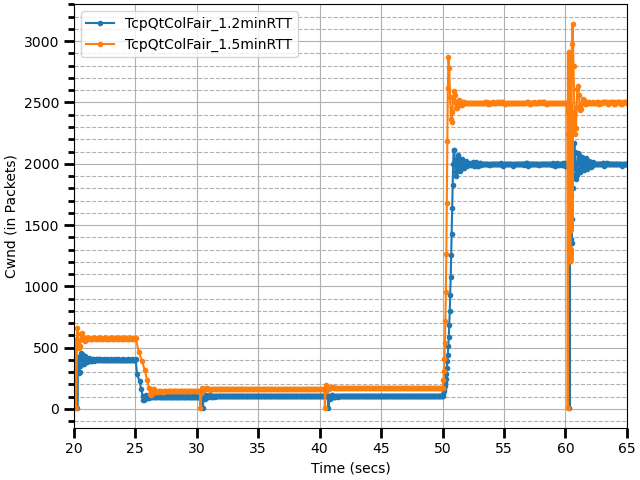 TcpQtColFair_1.2minRTT
TcpQtColFair_1.5minRTT
Cwnd (in Packets)
3000
2500
2000
1500
1000
500
0
20 25 30 35 40 45 50 55 60 65
Time (secs)